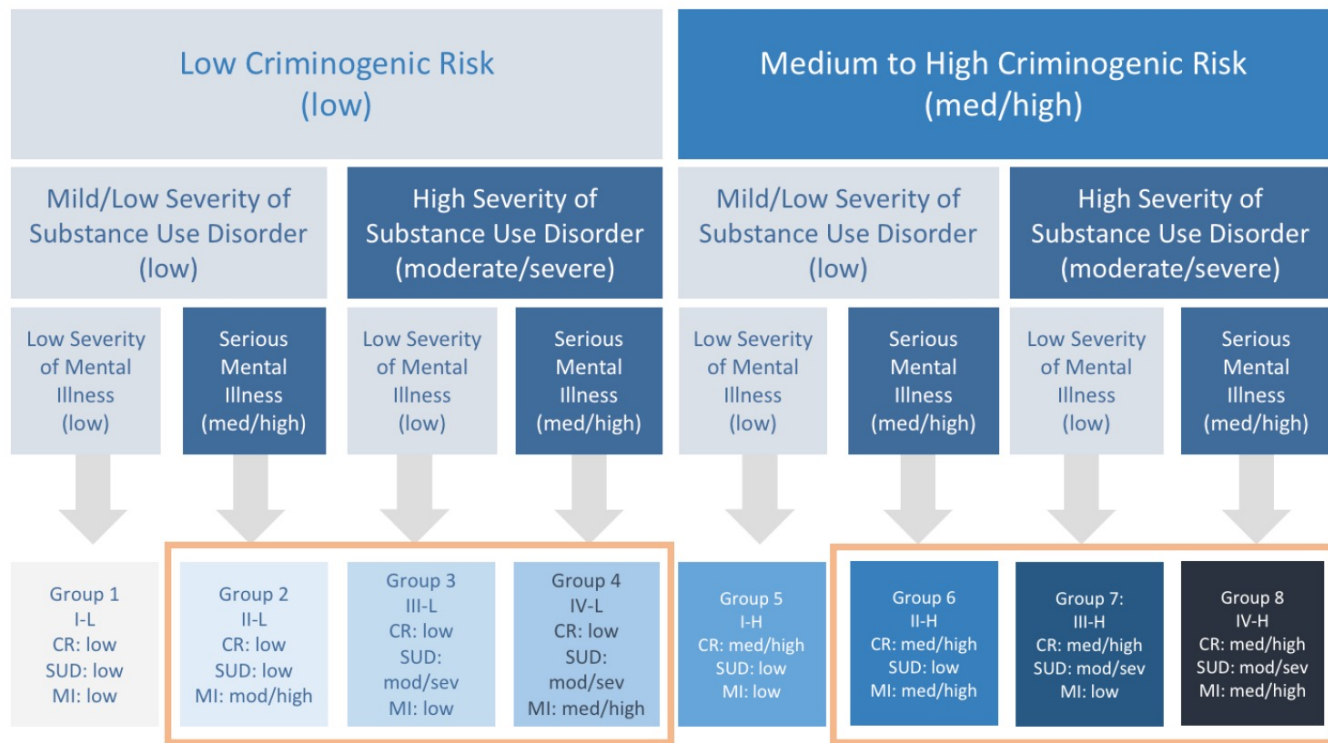 Low Criminogenic Risk
(low)
Medium to High Criminogenic Risk
(med/high)
Mild/Low Severity of
Substance Use Disorder
(low)
High Severity of
Substance Use Disorder
(moderate/severe)
Mild/Low Severity of
Substance Use Disorder
(low)
High Severity of
Substance Use Disorder
(moderate/severe)
Low Severity
of Mental
Illness
(low)
Serious
Mental
Illness
(med/high)
Low Severity
of Mental
Illness
(low)
Serious
Mental
Illness
(med/high)
Low Severity
of Mental
Illness
(low)
Serious
Mental
Illness
(med/high)
Low Severity
of Mental
Illness
(low)
Serious
Mental
Illness
(med/high)
Group 1
I-L
CR: low
SUD: low
MI: low
Group 2
II-L
CR: low
SUD: low
MI: mod/high
Group 3
III-L
CR: low
SUD:
mod/sev
MI: low
Group 4
IV-L
CR: low
SUD:
mod/sev
MI: med/high
Group 5
I-H
CR: med/high
SUD: low
MI: low
Group 6
II-H
CR: med/high
SUD: low
MI: med/high
Group 7:
III-H
CR: med/high
SUD: mod/sev
MI: low
Group 8
IV-H
CR: med/high
SUD: mod/sev
MI: med/high